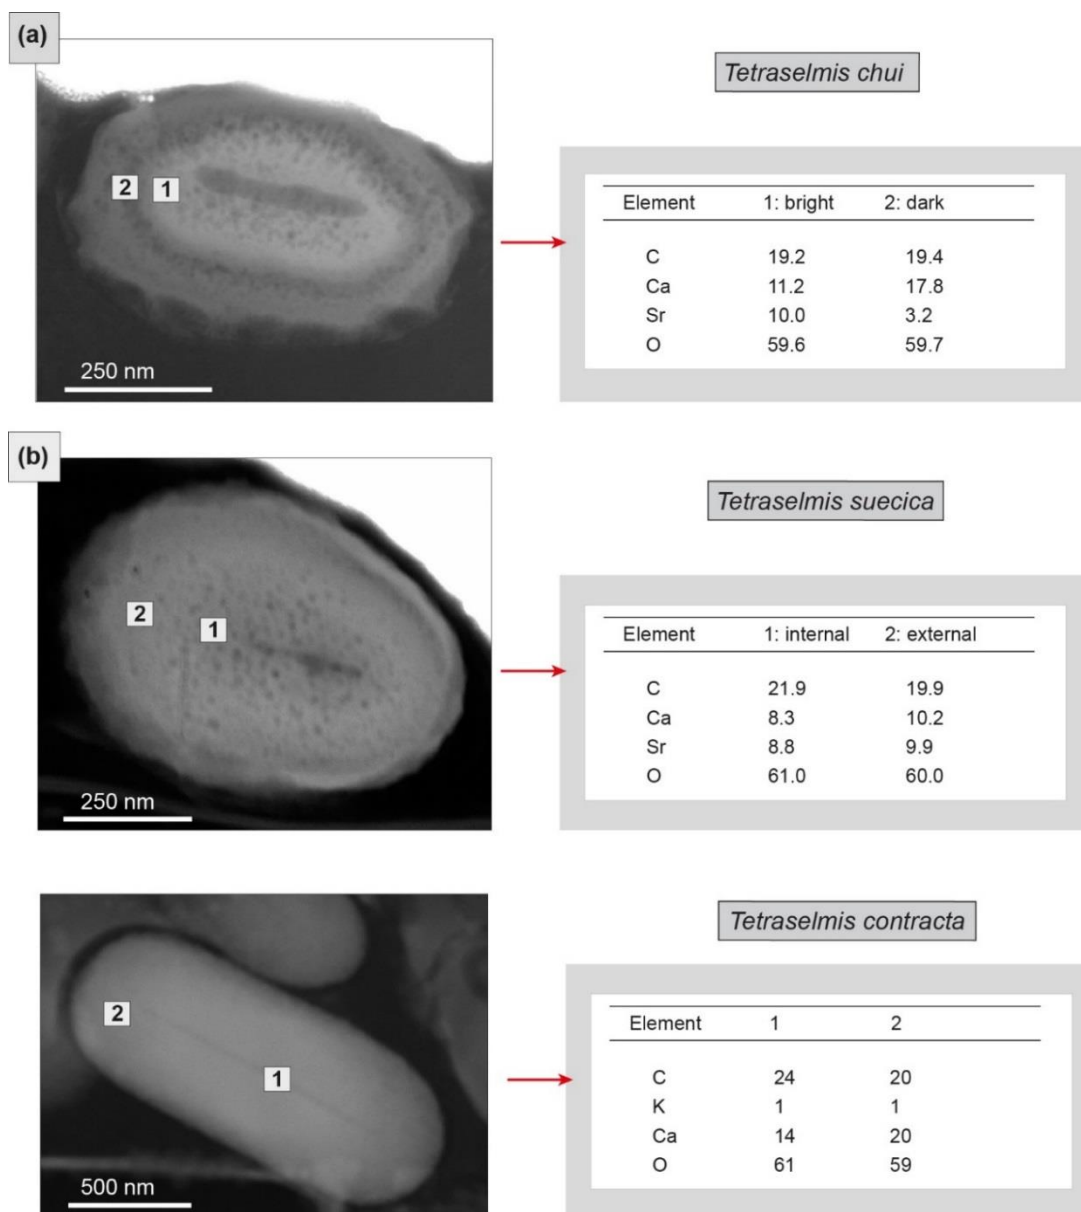 (a)
Tetraselmis chui
2 1
250 nm
Element 1: bright 2: dark
C 19.2 19.4
Ca 11.2 17.8
Sr 10.0 3.2
O 59.6 59.7
(b)
Tetraselmis suecica
2
1
250 nm
Element 1: internal 2: external
C 21.9 19.9
Ca 8.3 10.2
Sr 8.8 9.9
O 61.0 60.0
Tetraselmis contracta
2
1
500 nm
Element 1 2
C 24 20
K 1 1
Ca 14 20
O 61 59